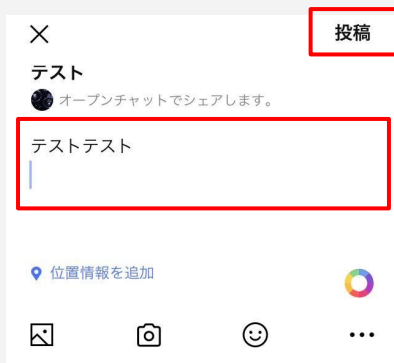 投稿
テスト
オープンチャットでシェアします。
テストテスト
位置情報を追加